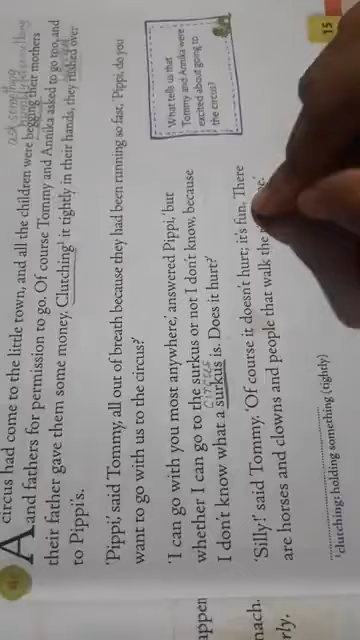 A circus had come to the little town, and all the children were begging their mothers
and fathers for permission to go. Of course Tommy and Annika asked to go too, and
their father gave them some money. Clutching¹ it tightly in their hands, they rushed over
to Pippi's.
'Pippi', said Tommy, all out of breath because they had been running so fast, 'Pippi, do you
want to go with us to the circus?'
What tells us that
Tommy and Annika were
excited about going to
the circus?
'I can go with you most anywhere,' answered Pippi, 'but
whether I can go to the surkus or not I don't know, because
circus
I don't know what a surkus is. Does it hurt?'
'Silly!' said Tommy. 'Of course it doesn't hurt; it's fun. There
are horses and clowns and people that walk the
¹clutching: holding something (tightly)
15
appen
nach.
rly.